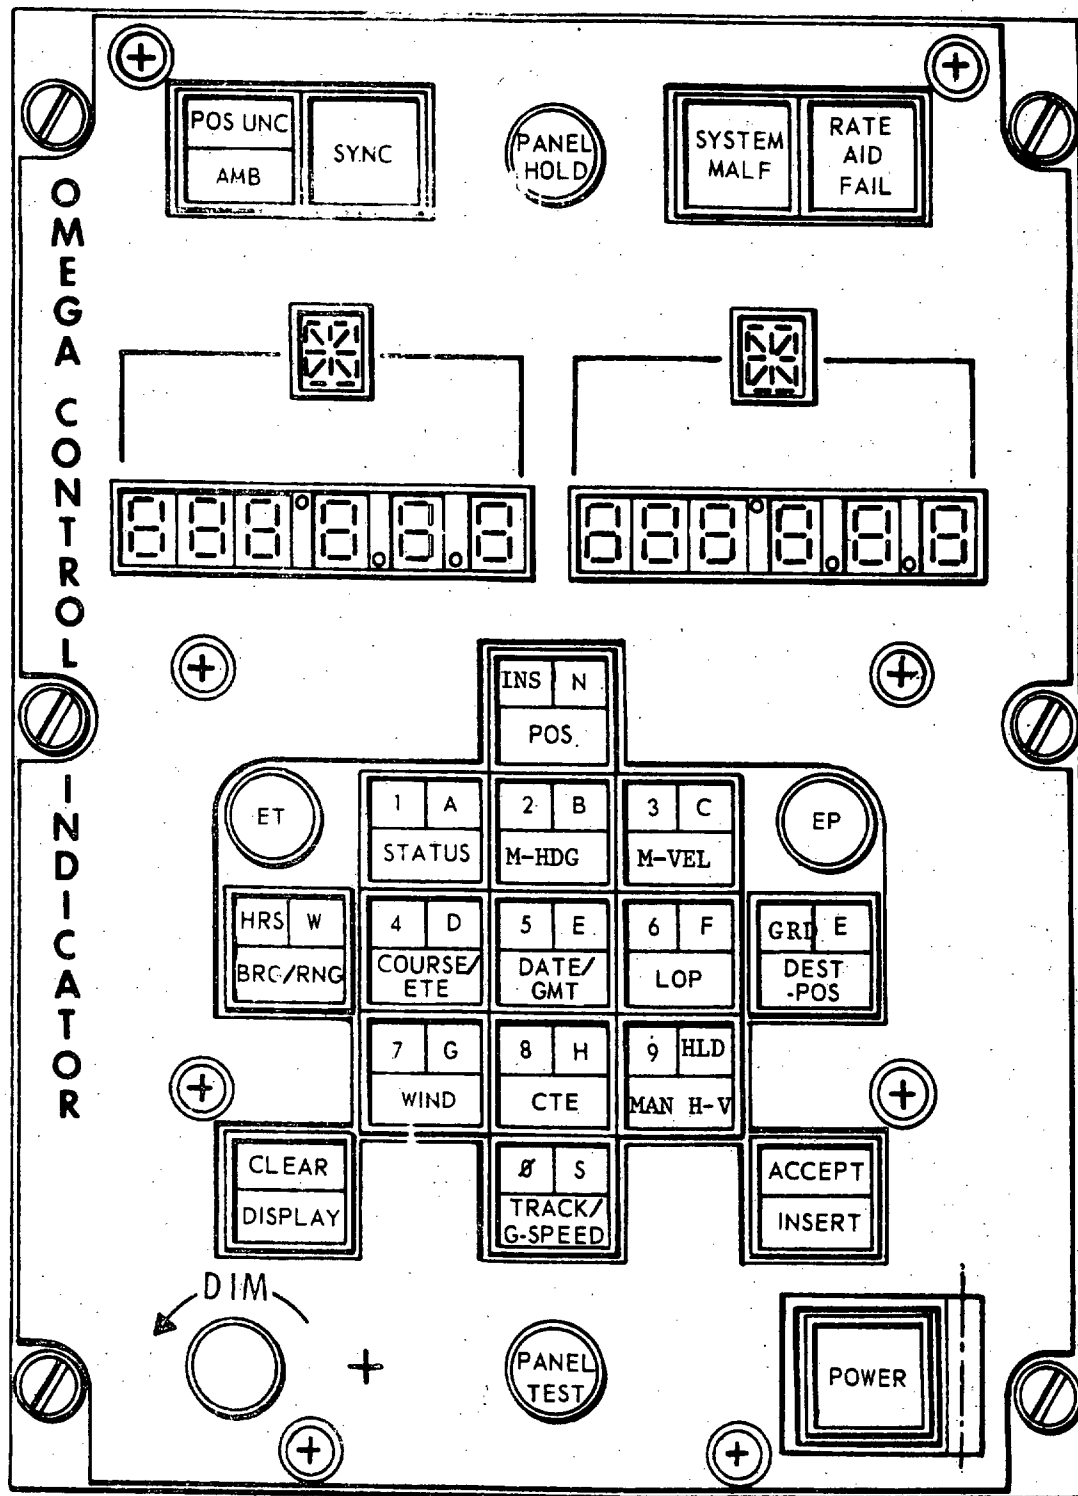 OMEGA CONTROL INDICATOR
POS UNC
AMB
SYNC
PANEL
HOLD
SYSTEM
MALF
RATE
AID
FAIL
INS N
POS
ET
1 A
STATUS
2 B
M-HDG
3 C
M-VEL
EP
HRS W
BRG/RNG
4 D
COURSE/
ETE
5 E
DATE/
GMT
6 F
LOP
GRD E
DEST
-POS
7 G
WIND
8 H
CTE
9 HLD
MAN H-V
CLEAR
DISPLAY
Ø S
TRACK/
G-SPEED
ACCEPT
INSERT
DIM
PANEL
TEST
POWER